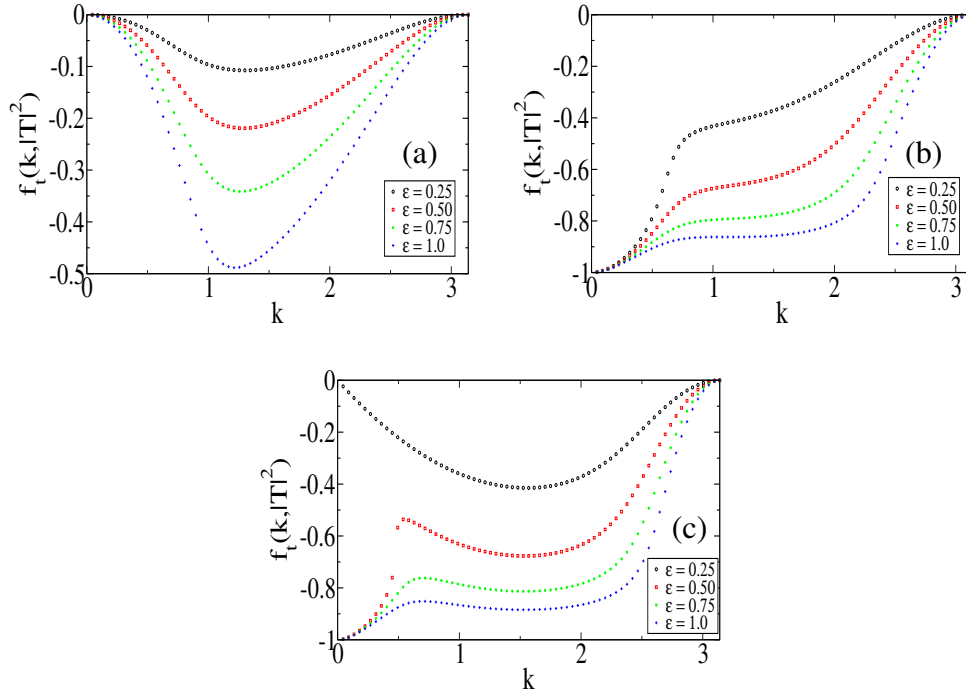 0
-0.1
-0.2
-0.3
-0.4
-0.5
f_t(k,|T|^2)
0 1 2 3
k
(a)
ε = 0.25
ε = 0.50
ε = 0.75
ε = 1.0
0
-0.2
-0.4
-0.6
-0.8
-1
f_t(k,|T|^2)
0 1 2 3
k
(b)
ε = 0.25
ε = 0.50
ε = 0.75
ε = 1.0
0
-0.2
-0.4
-0.6
-0.8
-1
f_t(k,|T|^2)
0 1 2 3
k
(c)
ε = 0.25
ε = 0.50
ε = 0.75
ε = 1.0